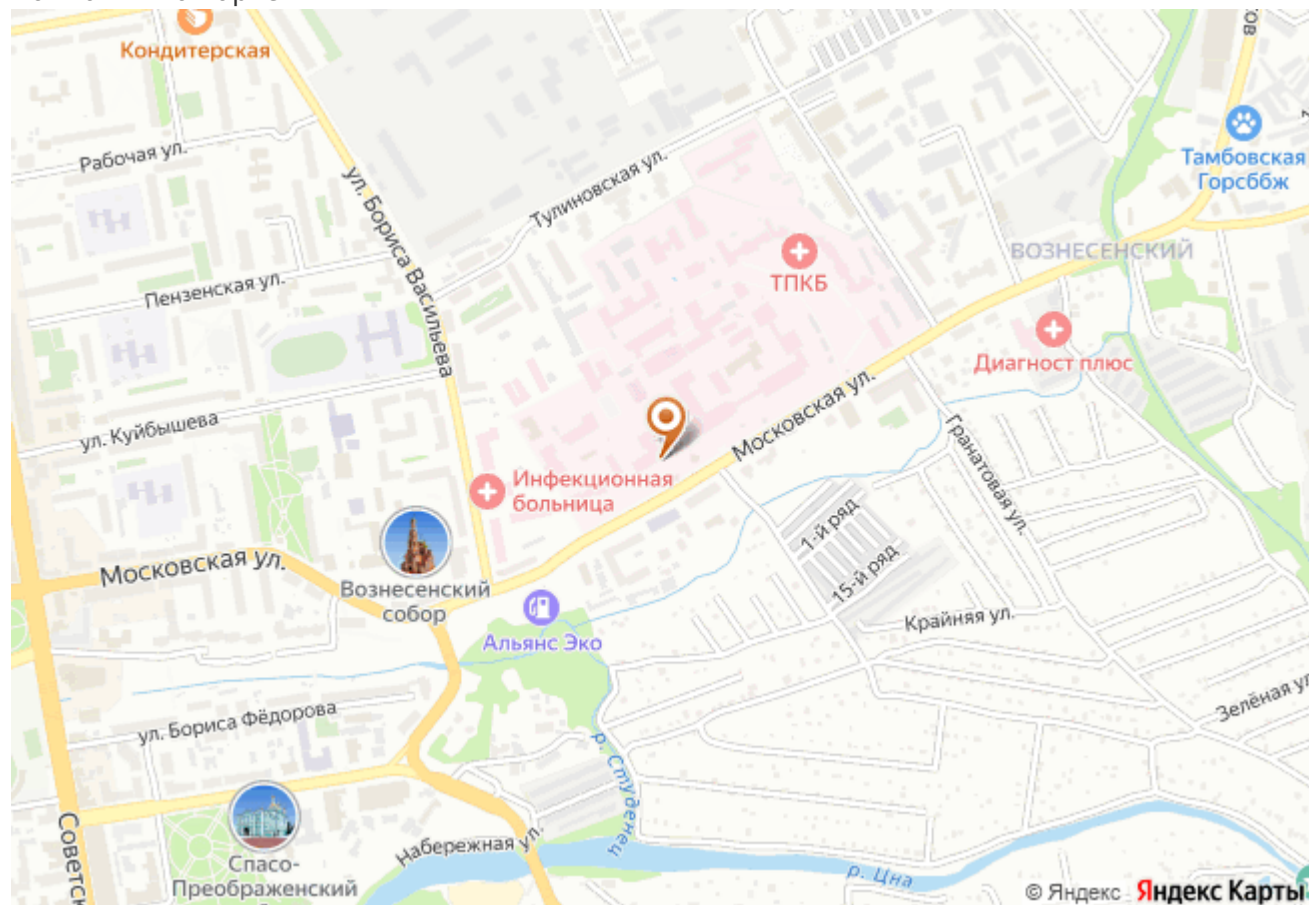 Кондитерская
Рабочая ул.
ул. Бориса Васильева
Тулиновская ул.
Тамбовская
Горсббж
ВОЗНЕСЕНСКИЙ
ТПКБ
Пензенская ул.
Диагност плюс
ул. Куйбышева
Московская ул.
Гранатовая ул.
Инфекционная
больница
1-й ряд
15-й ряд
Московская ул.
Вознесенский
собор
Крайняя ул.
Альянс Эко
Зелёная ул
ул. Бориса Фёдорова
р. Студенец
Советск
Набережная ул.
Спасо-
Преображенский
р. Цна
© Яндекс Яндекс Карты